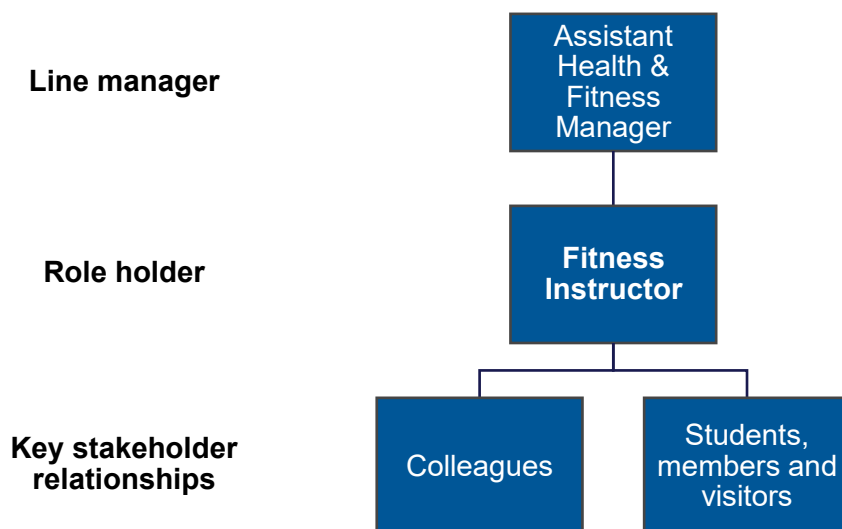 Line manager
Assistant
Health &
Fitness
Manager
Role holder
Fitness
Instructor
Key stakeholder
relationships
Colleagues
Students,
members and
visitors